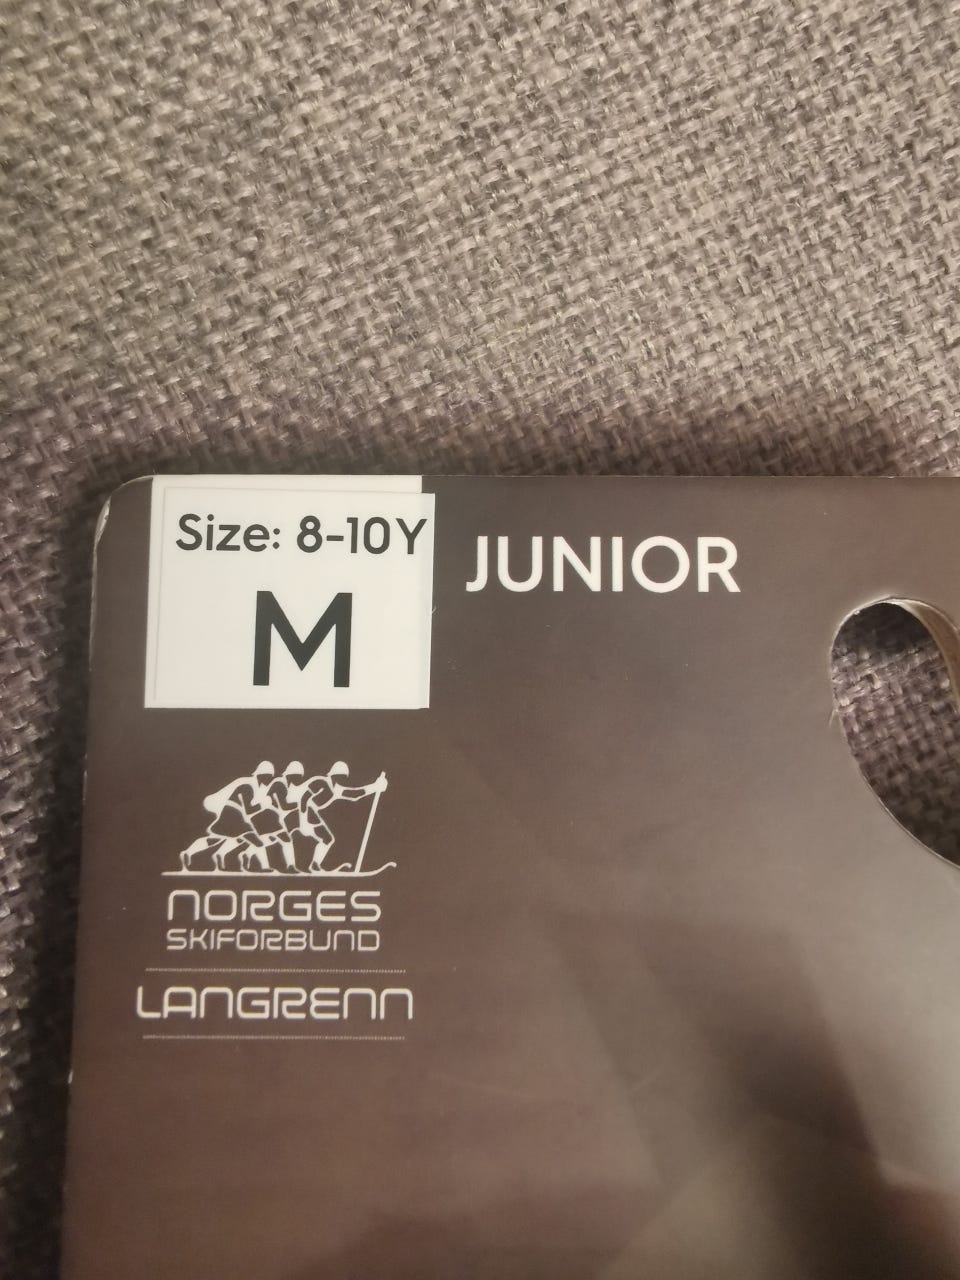 Size: 8-10Y
M
JUNIOR
NORGES
SKIFORBUND
LANGRENN